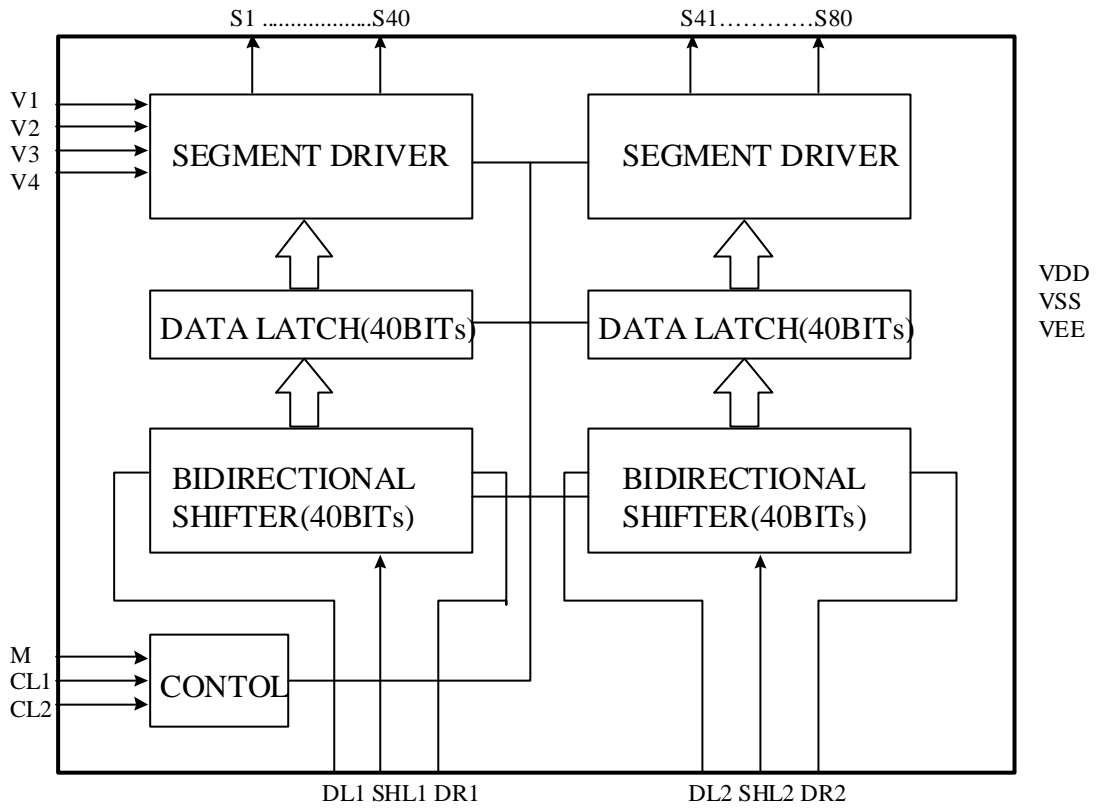 S1 ....................S40
S41…………S80
V1
V2
V3
V4
SEGMENT DRIVER
SEGMENT DRIVER
VDD
VSS
VEE
DATA LATCH(40BITs)
DATA LATCH(40BITs)
BIDIRECTIONAL
SHIFTER(40BITs)
BIDIRECTIONAL
SHIFTER(40BITs)
M
CL1
CL2
CONTOL
DL1 SHL1 DR1
DL2 SHL2 DR2